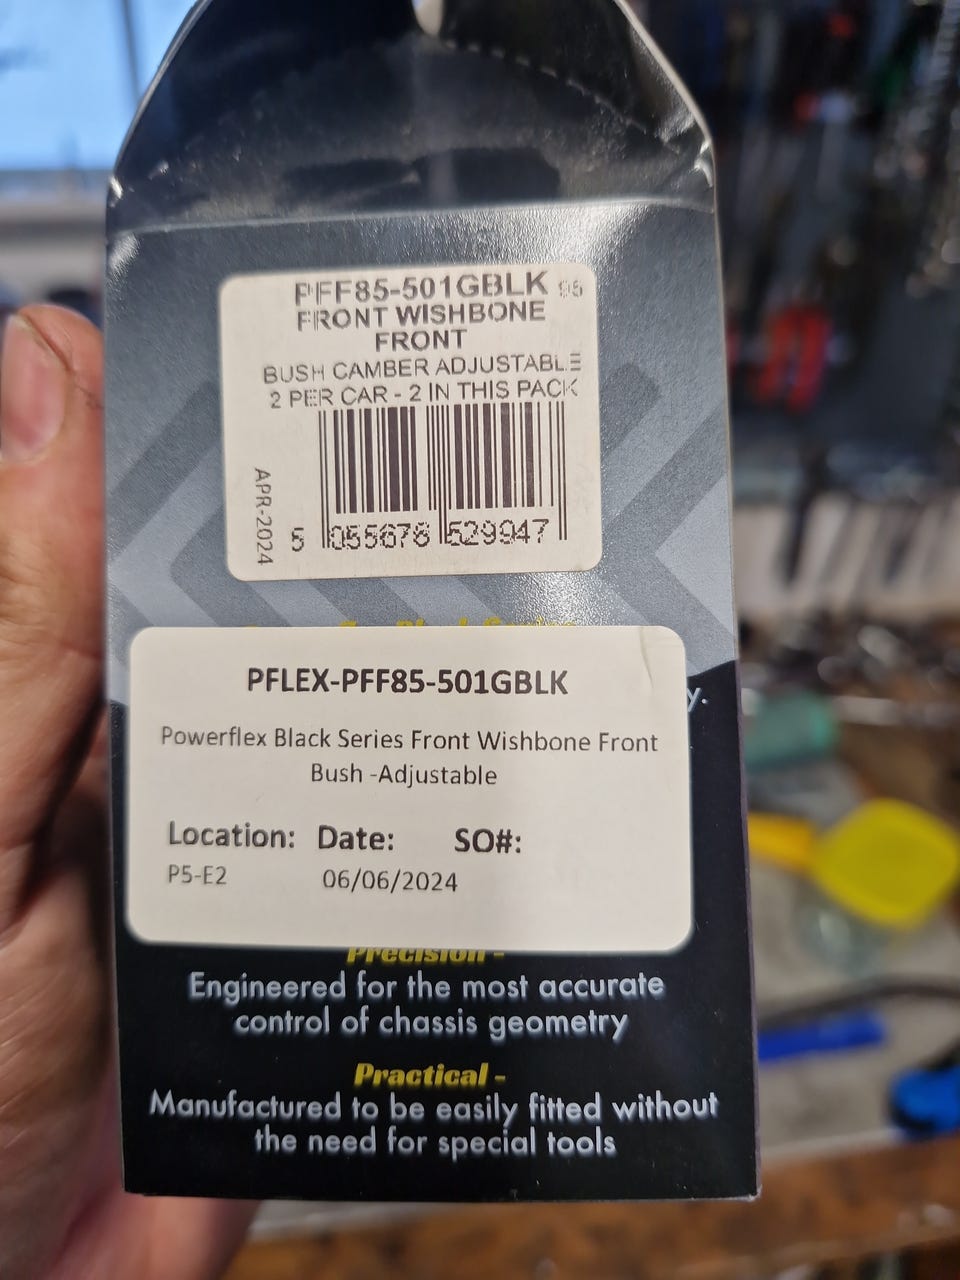 PFF85-501GBLK 95
FRONT WISHBONE
FRONT
BUSH CAMBER ADJUSTABLE
2 PER CAR - 2 IN THIS PACK
APR-2024
5 055678 529947
y.
PFLEX-PFF85-501GBLK
Powerflex Black Series Front Wishbone Front
Bush -Adjustable
Location: Date: SO#:
P5-E2 06/06/2024
Precision -
Engineered for the most accurate
control of chassis geometry
Practical -
Manufactured to be easily fitted without
the need for special tools